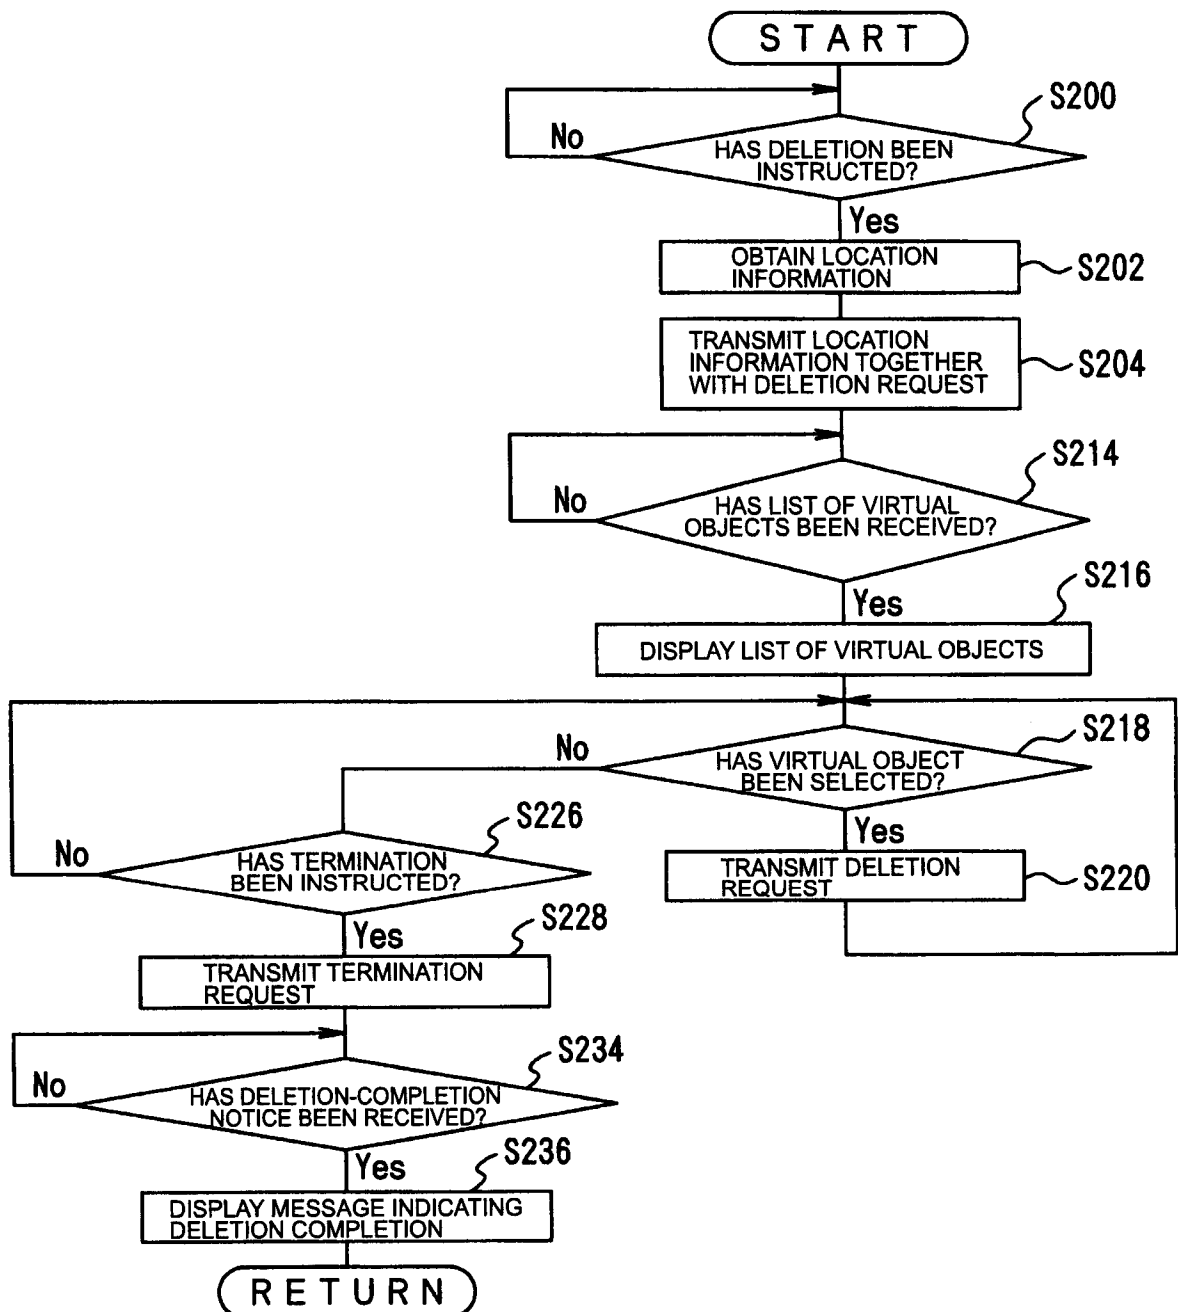 START
S200
No
HAS DELETION BEEN
INSTRUCTED?
Yes
OBTAIN LOCATION
INFORMATION
S202
TRANSMIT LOCATION
INFORMATION TOGETHER
WITH DELETION REQUEST
S204
S214
No
HAS LIST OF VIRTUAL
OBJECTS BEEN RECEIVED?
Yes
S216
DISPLAY LIST OF VIRTUAL OBJECTS
S218
No
HAS VIRTUAL OBJECT
BEEN SELECTED?
Yes
TRANSMIT DELETION
REQUEST
S220
S226
No
HAS TERMINATION
BEEN INSTRUCTED?
Yes
S228
TRANSMIT TERMINATION
REQUEST
S234
No
HAS DELETION-COMPLETION
NOTICE BEEN RECEIVED?
Yes
S236
DISPLAY MESSAGE INDICATING
DELETION COMPLETION
RETURN